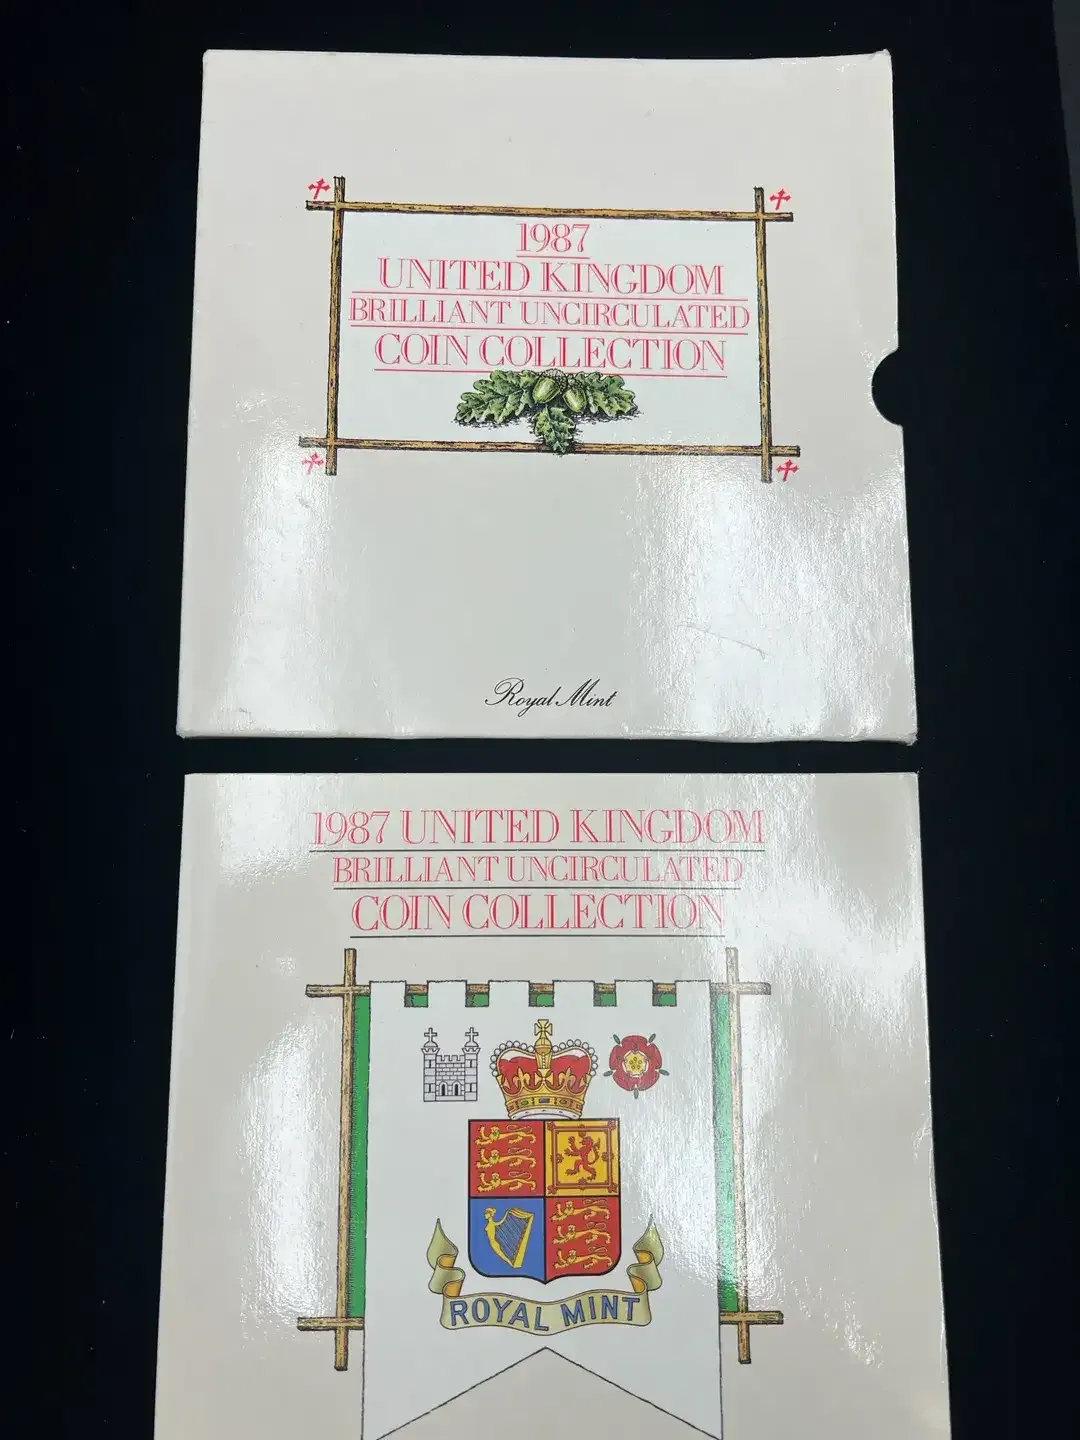 1987
UNITED KINGDOM
BRILLIANT UNCIRCULATED
COIN COLLECTION
Royal Mint
1987 UNITED KINGDOM
BRILLIANT UNCIRCULATED
COIN COLLECTION
ROYAL MINT